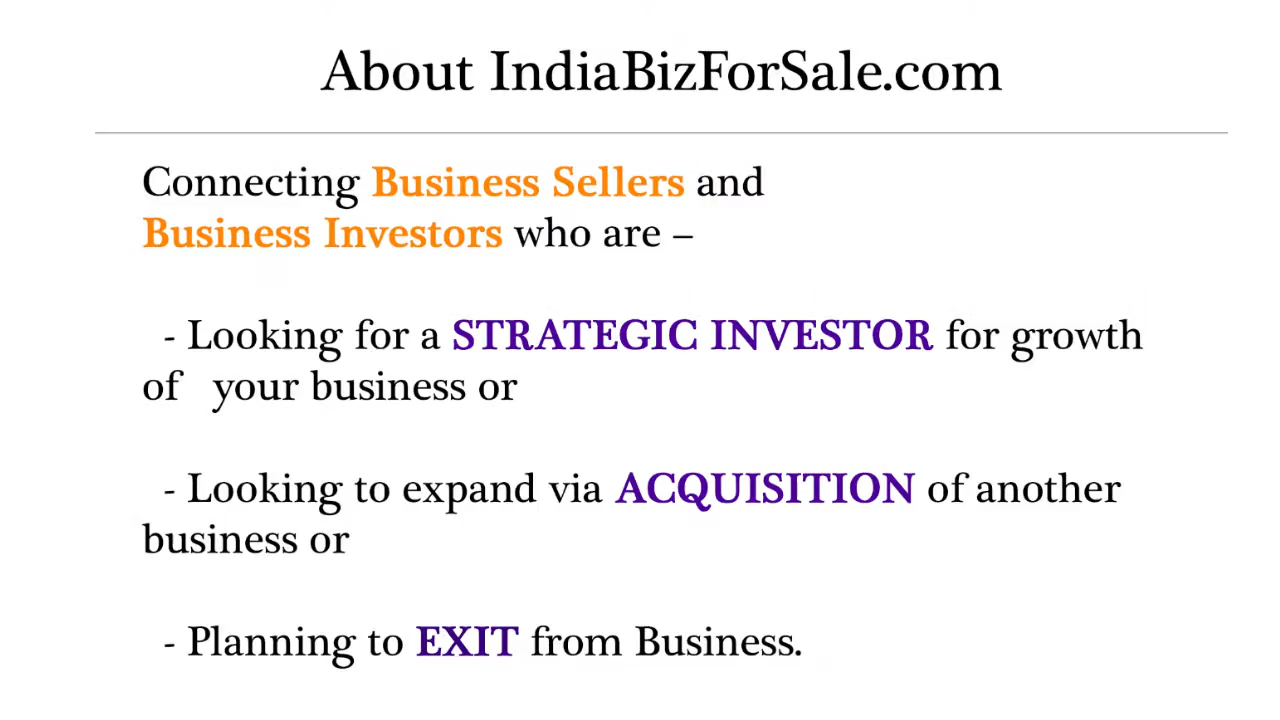 About IndiaBizForSale.com
Connecting Business Sellers and
Business Investors who are –
- Looking for a STRATEGIC INVESTOR for growth
of your business or
- Looking to expand via ACQUISITION of another
business or
- Planning to EXIT from Business.